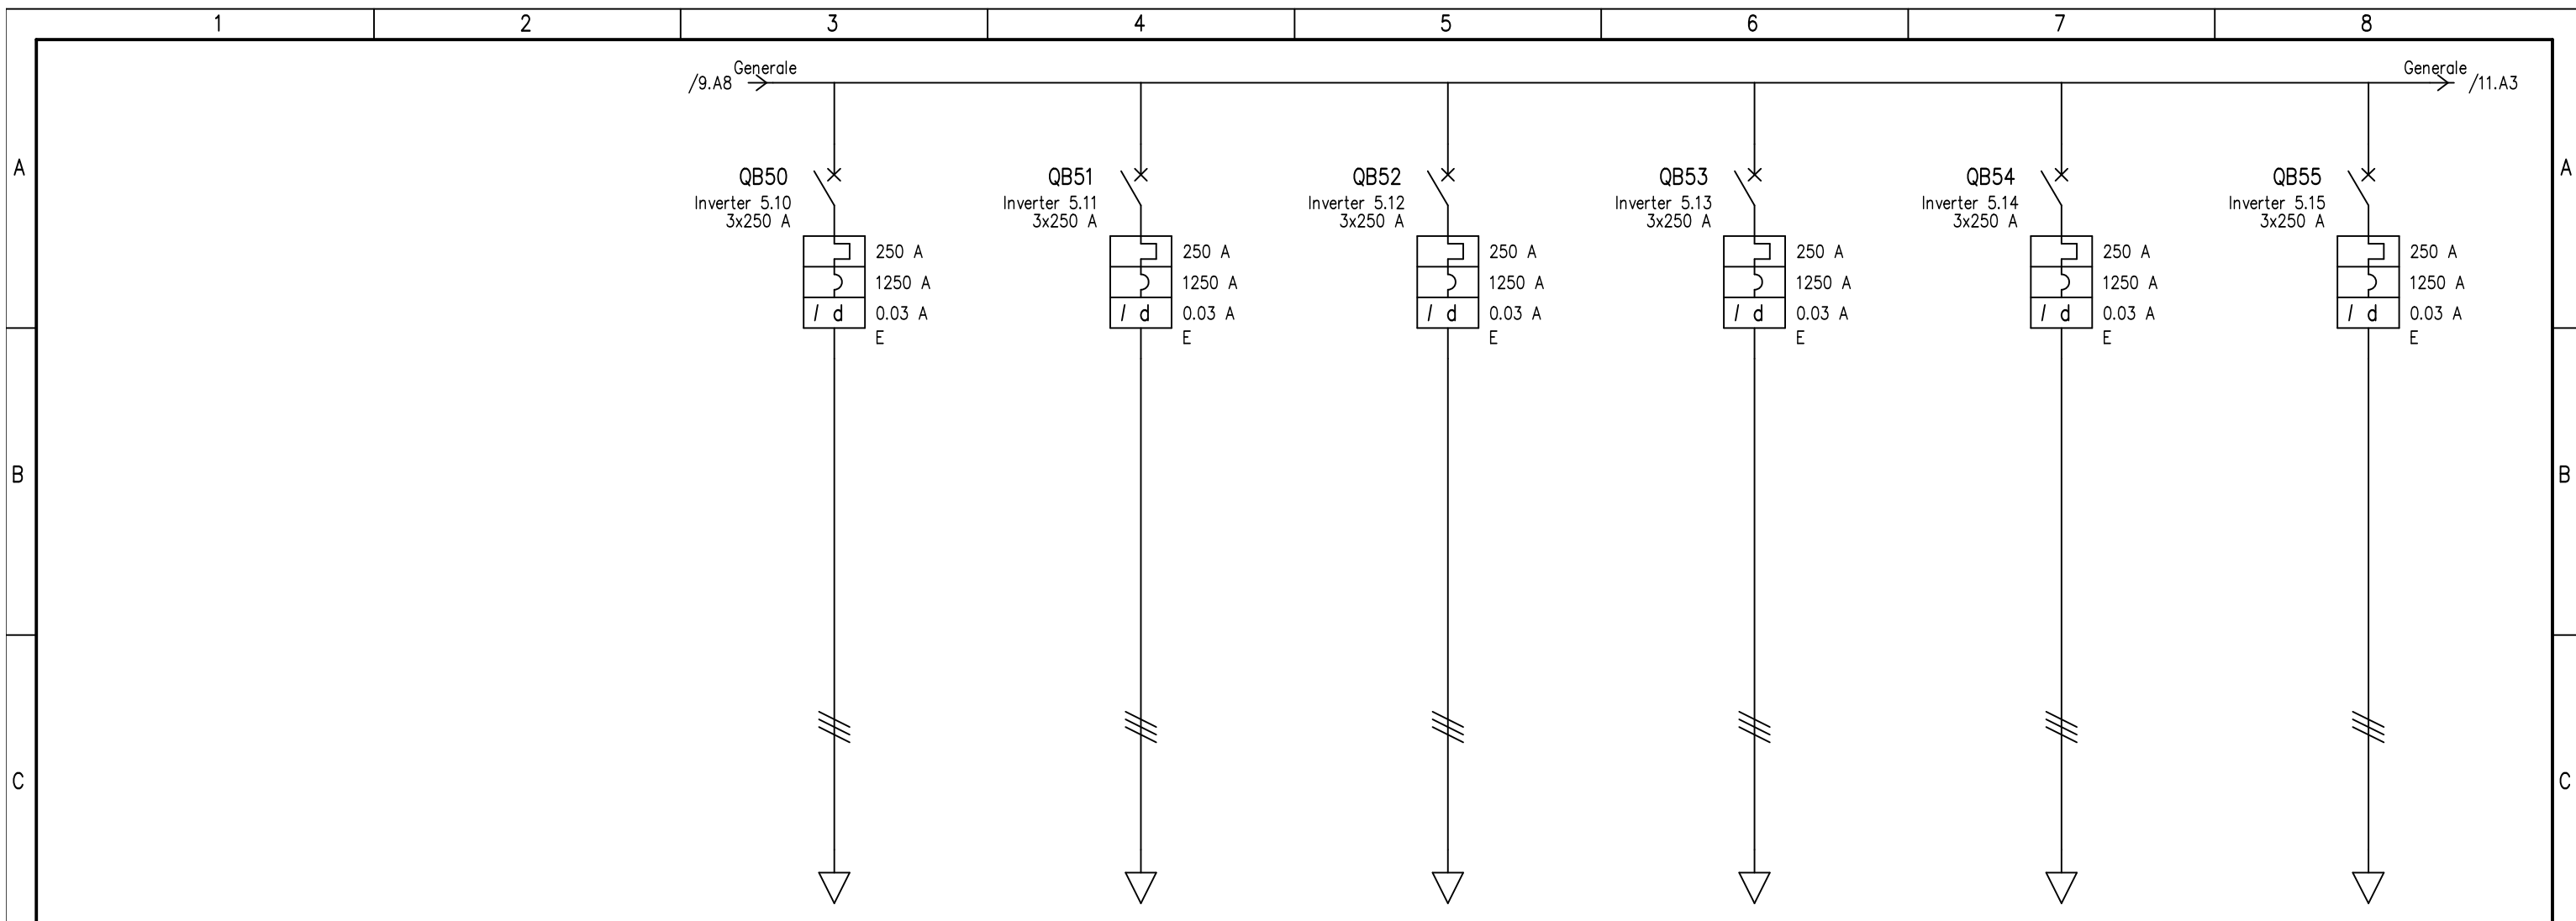 1 2 3 4 5 6 7 8
Generale Generale
/9.A8 /11.A3
A A
QB50 QB51 QB52 QB53 QB54 QB55
Inverter 5.10 Inverter 5.11 Inverter 5.12 Inverter 5.13 Inverter 5.14 Inverter 5.15
3x250 A 3x250 A 3x250 A 3x250 A 3x250 A 3x250 A
250 A 250 A 250 A 250 A 250 A 250 A
1250 A 1250 A 1250 A 1250 A 1250 A 1250 A
I d 0.03 A I d 0.03 A I d 0.03 A I d 0.03 A I d 0.03 A I d 0.03 A
E E E E E E
B B
C C